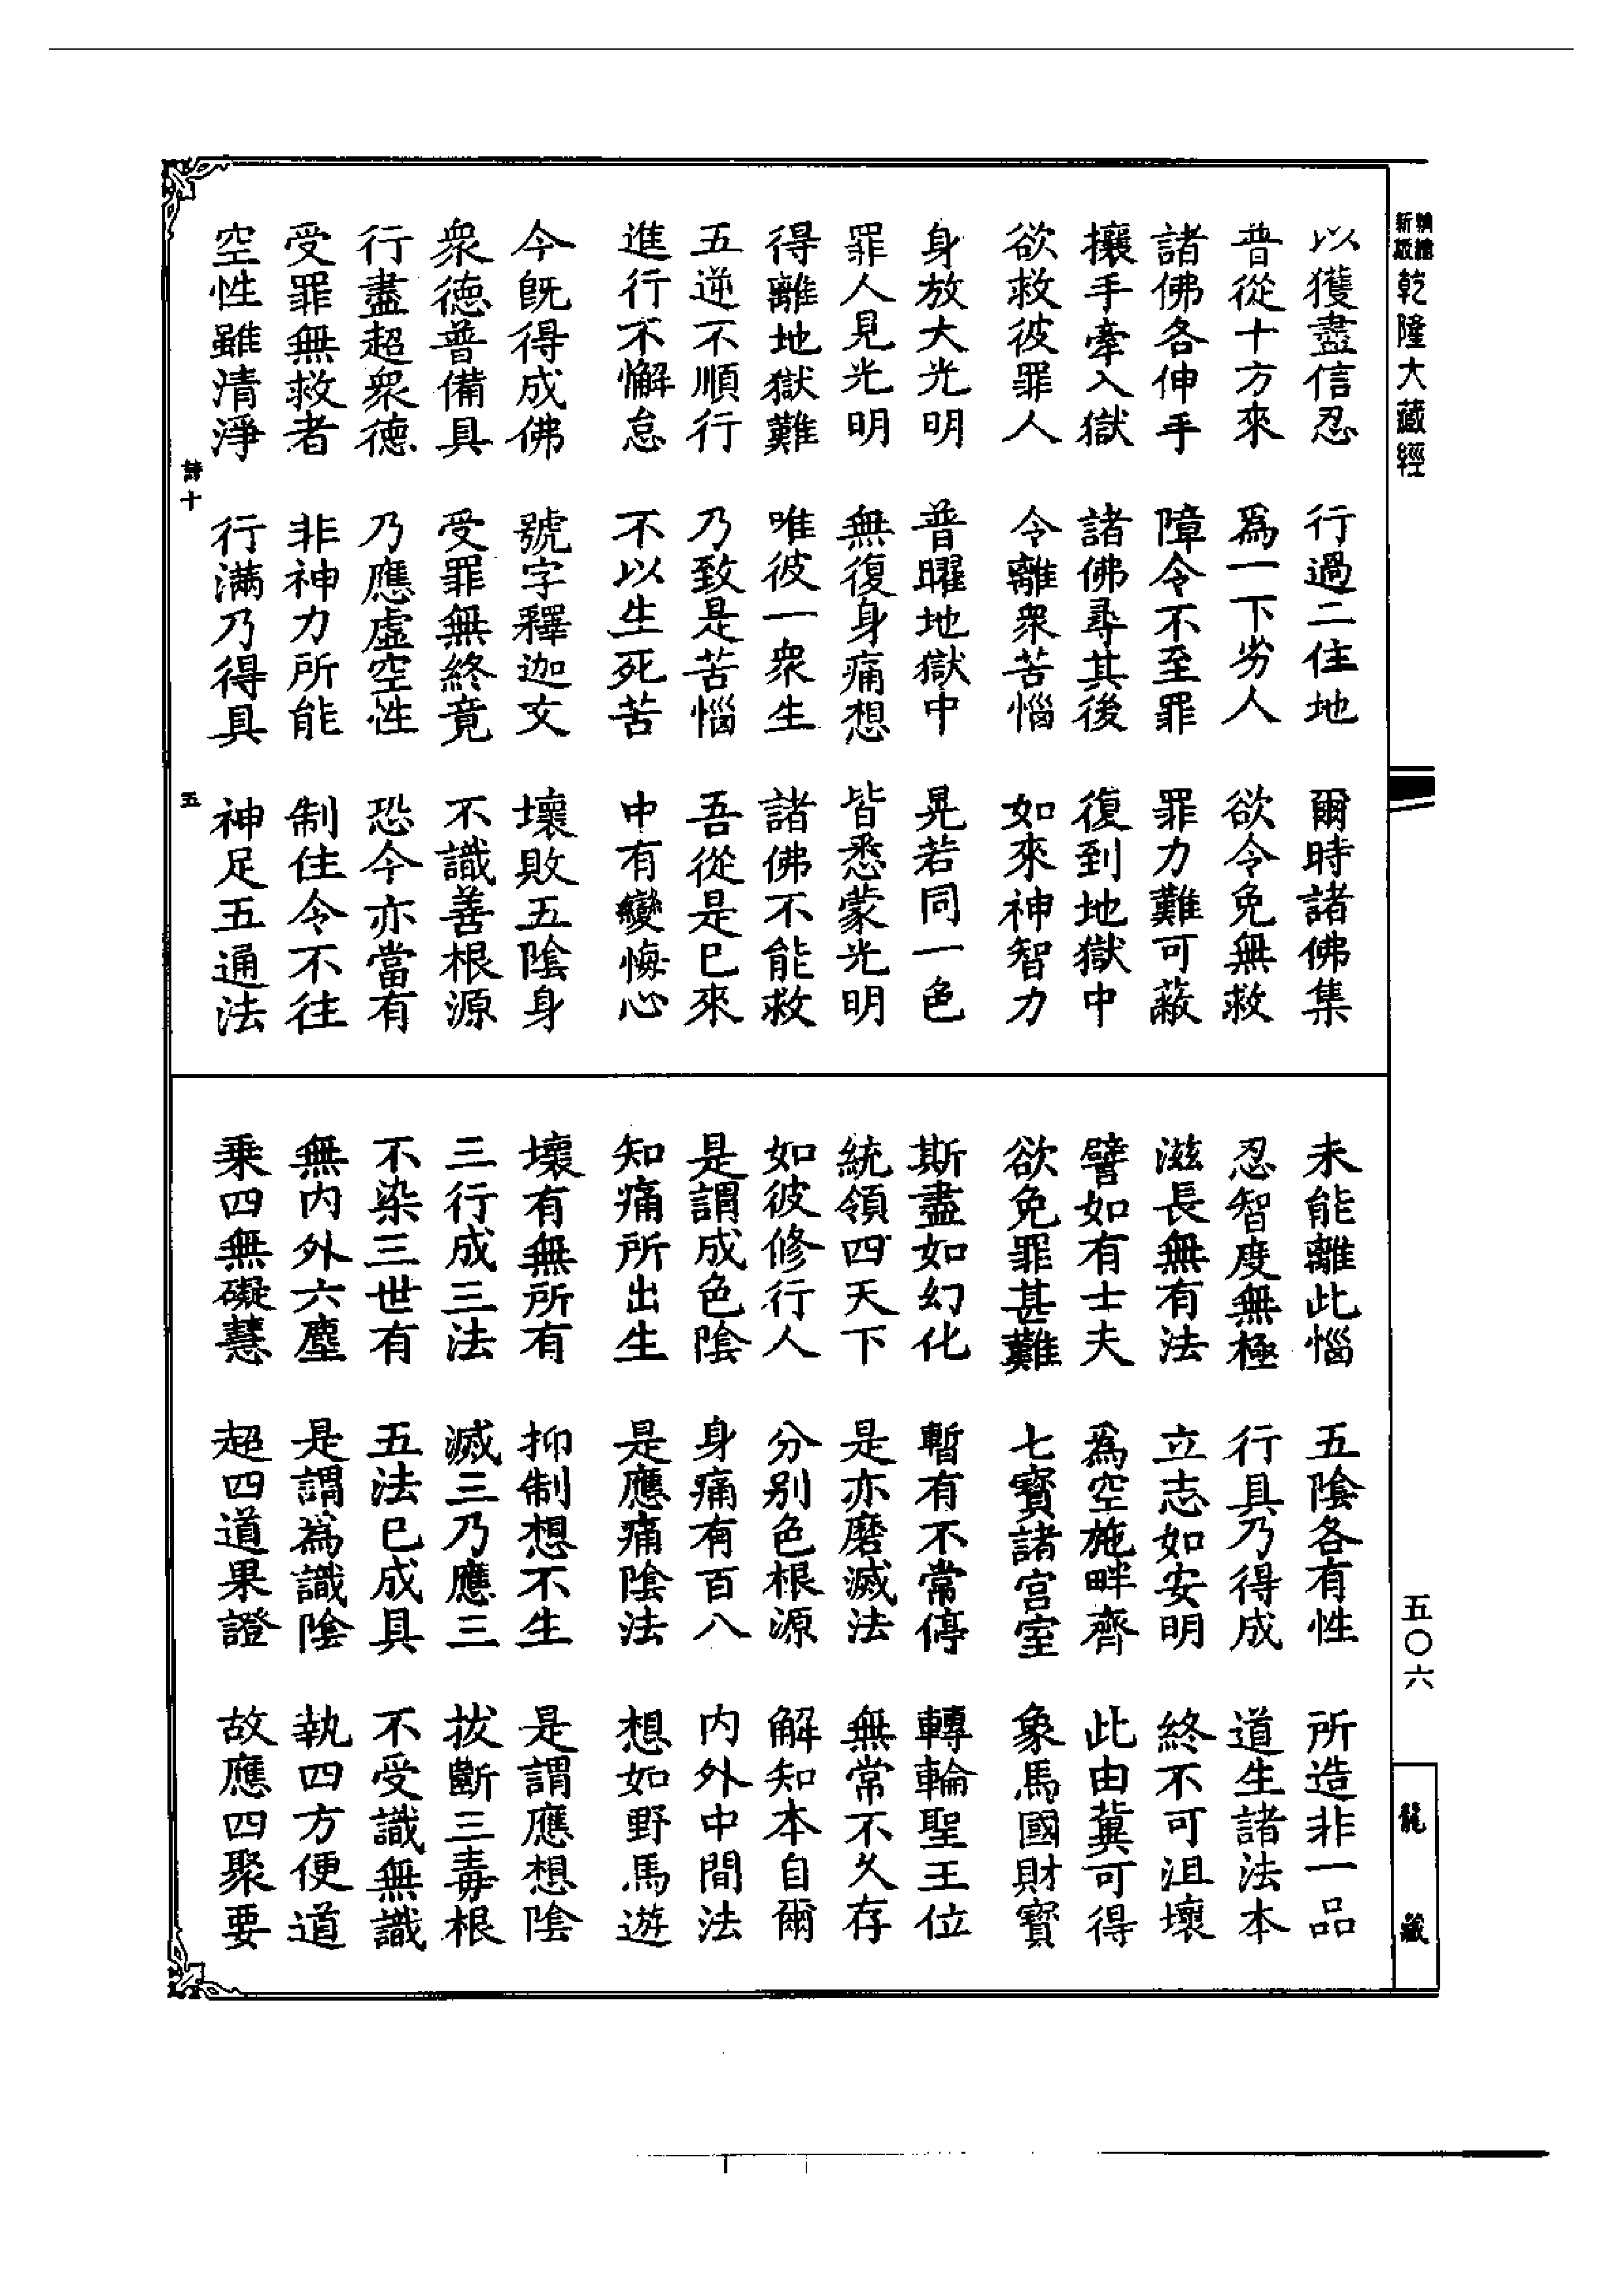 新版精縮乾隆大藏經
以獲盡信忍 行過二住地 爾時諸佛集
普從十方來 爲一下劣人 欲令免無救
諸佛各伸手 障令不至罪 罪力難可蔽
攘手牽入獄 諸佛尋其後 復到地獄中
欲救彼罪人 令離衆苦惱 如來神智力
身放大光明 普曜地獄中 晃若同一色
罪人見光明 無復身痛想 皆悉蒙光明
得離地獄難 唯彼一衆生 諸佛不能救
五逆不順行 乃致是苦惱 吾從是已來
進行不懈怠 不以生死苦 中有變悔心
今既得成佛 號字釋迦文 壞敗五陰身
衆德普備具 受罪無終竟 不識善根源
行盡超衆德 乃應虛空性 恐今亦當有
受罪無救者 非神力所能 制住令不往
空性雖清淨 行滿乃得具 神足五通法
詩十 五
未能離此惱 五陰各有性 所造非一品
忍智度無極 行具乃得成 道生諸法本
滋長無有法 立志如安明 終不可沮壞
譬如有士夫 爲空施畔齊 此由冀可得
欲免罪甚難 七寶諸宮室 象馬國財寶
斯盡如幻化 暫有不常停 轉輪聖王位
統領四天下 是亦磨滅法 無常不久存
如彼修行人 分別色根源 解知本自爾
是謂成色陰 身痛有百八 內外中間法
知痛所出生 是應痛陰法 想如野馬遊
壞有無所有 抑制想不生 是謂應想陰
三行成三法 滅三乃應三 拔斷三毒根
不染三世有 五法已成具 不受識無識
無內外六塵 是謂為識陰 執四方便道
乘四無礙慧 超四道果證 故應四聚要
五〇六
龍藏